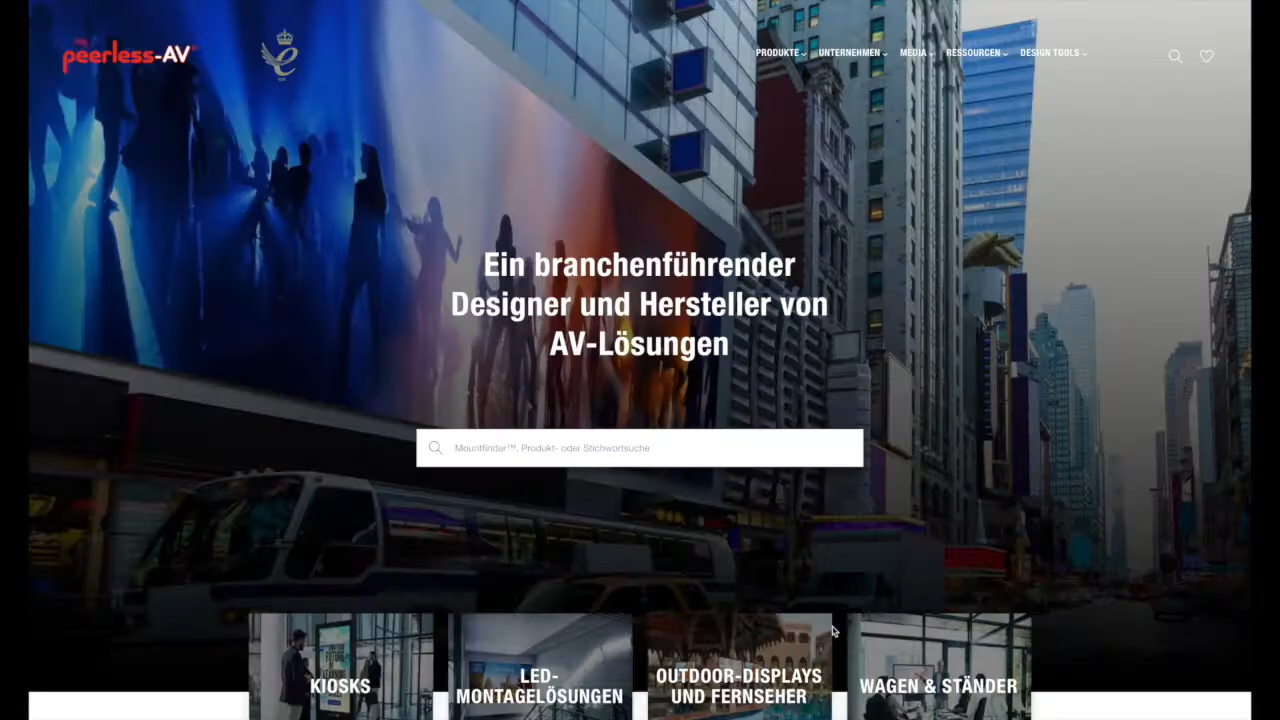 peerless-AV®
PRODUKTE UNTERNEHMEN MEDIA RESSOURCEN DESIGN TOOLS
Ein branchenführender
Designer und Hersteller von
AV-Lösungen
Mountfinder™, Produkt- oder Stichwortsuche
KIOSKS
LED-
MONTAGELÖSUNGEN
OUTDOOR-DISPLAYS
UND FERNSEHER
WAGEN & STÄNDER